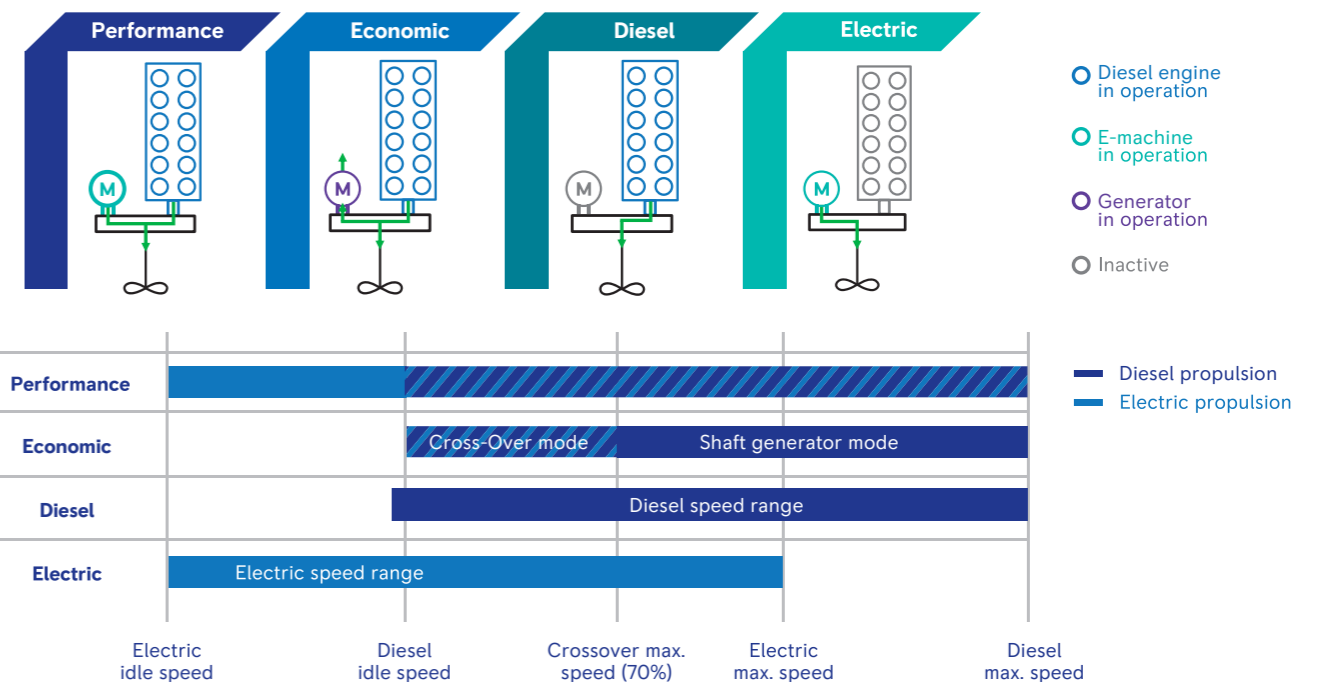 Performance
Economic
Diesel
Electric
M
M
M
M
Diesel engine
in operation
E-machine
in operation
Generator
in operation
Inactive
Performance
Diesel propulsion
Electric propulsion
Economic
Cross-Over mode
Shaft generator mode
Diesel
Diesel speed range
Electric
Electric speed range
Electric
idle speed
Diesel
idle speed
Crossover max.
speed (70%)
Electric
max. speed
Diesel
max. speed